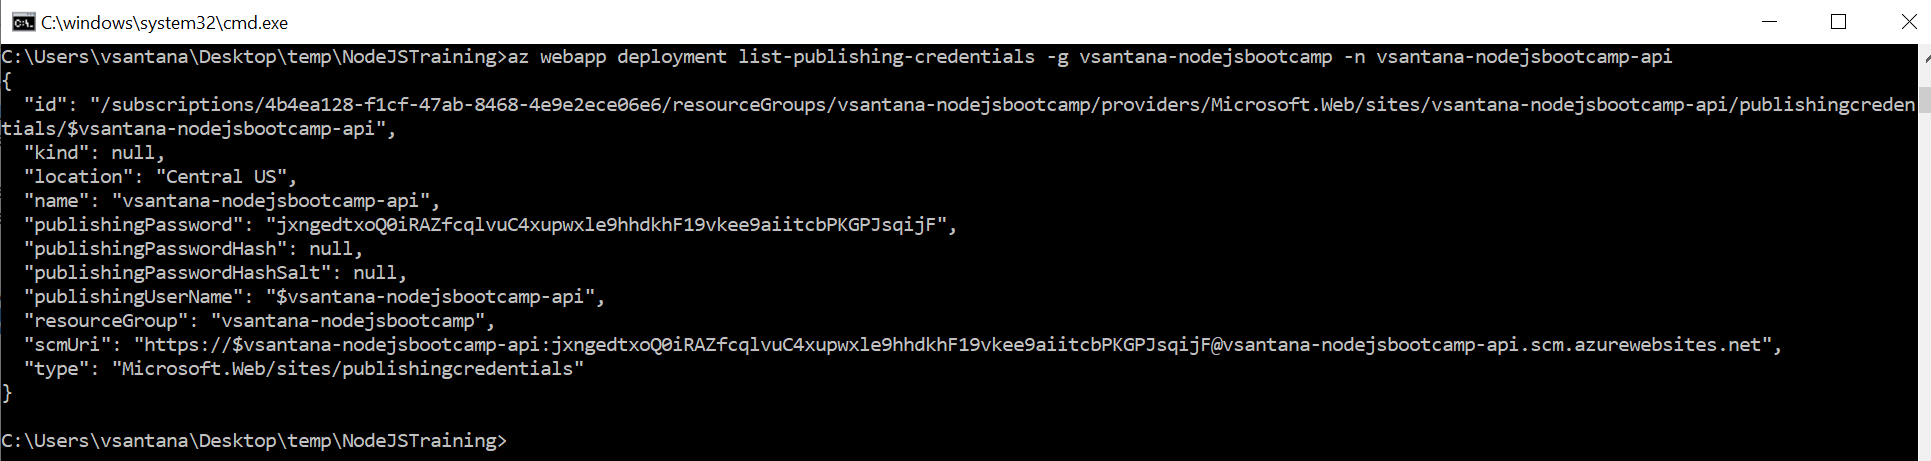 C:\windows\system32\cmd.exe
C:\Users\vsantana\Desktop\temp\NodeJSTraining>az webapp deployment list-publishing-credentials -g vsantana-nodejsbootcamp -n vsantana-nodejsbootcamp-api
{
  "id": "/subscriptions/4b4ea128-f1cf-47ab-8468-4e9e2ece06e6/resourceGroups/vsantana-nodejsbootcamp/providers/Microsoft.Web/sites/vsantana-nodejsbootcamp-api/publishingcreden
tials/$vsantana-nodejsbootcamp-api",
  "kind": null,
  "location": "Central US",
  "name": "vsantana-nodejsbootcamp-api",
  "publishingPassword": "jxngedtxoQ0iRAZfcqlvuC4xupwxle9hhdkhF19vkee9aiitcbPKGPJsqijF",
  "publishingPasswordHash": null,
  "publishingPasswordHashSalt": null,
  "publishingUserName": "$vsantana-nodejsbootcamp-api",
  "resourceGroup": "vsantana-nodejsbootcamp",
  "scmUri": "https://$vsantana-nodejsbootcamp-api:jxngedtxoQ0iRAZfcqlvuC4xupwxle9hhdkhF19vkee9aiitcbPKGPJsqijF@vsantana-nodejsbootcamp-api.scm.azurewebsites.net",
  "type": "Microsoft.Web/sites/publishingcredentials"
}
C:\Users\vsantana\Desktop\temp\NodeJSTraining>